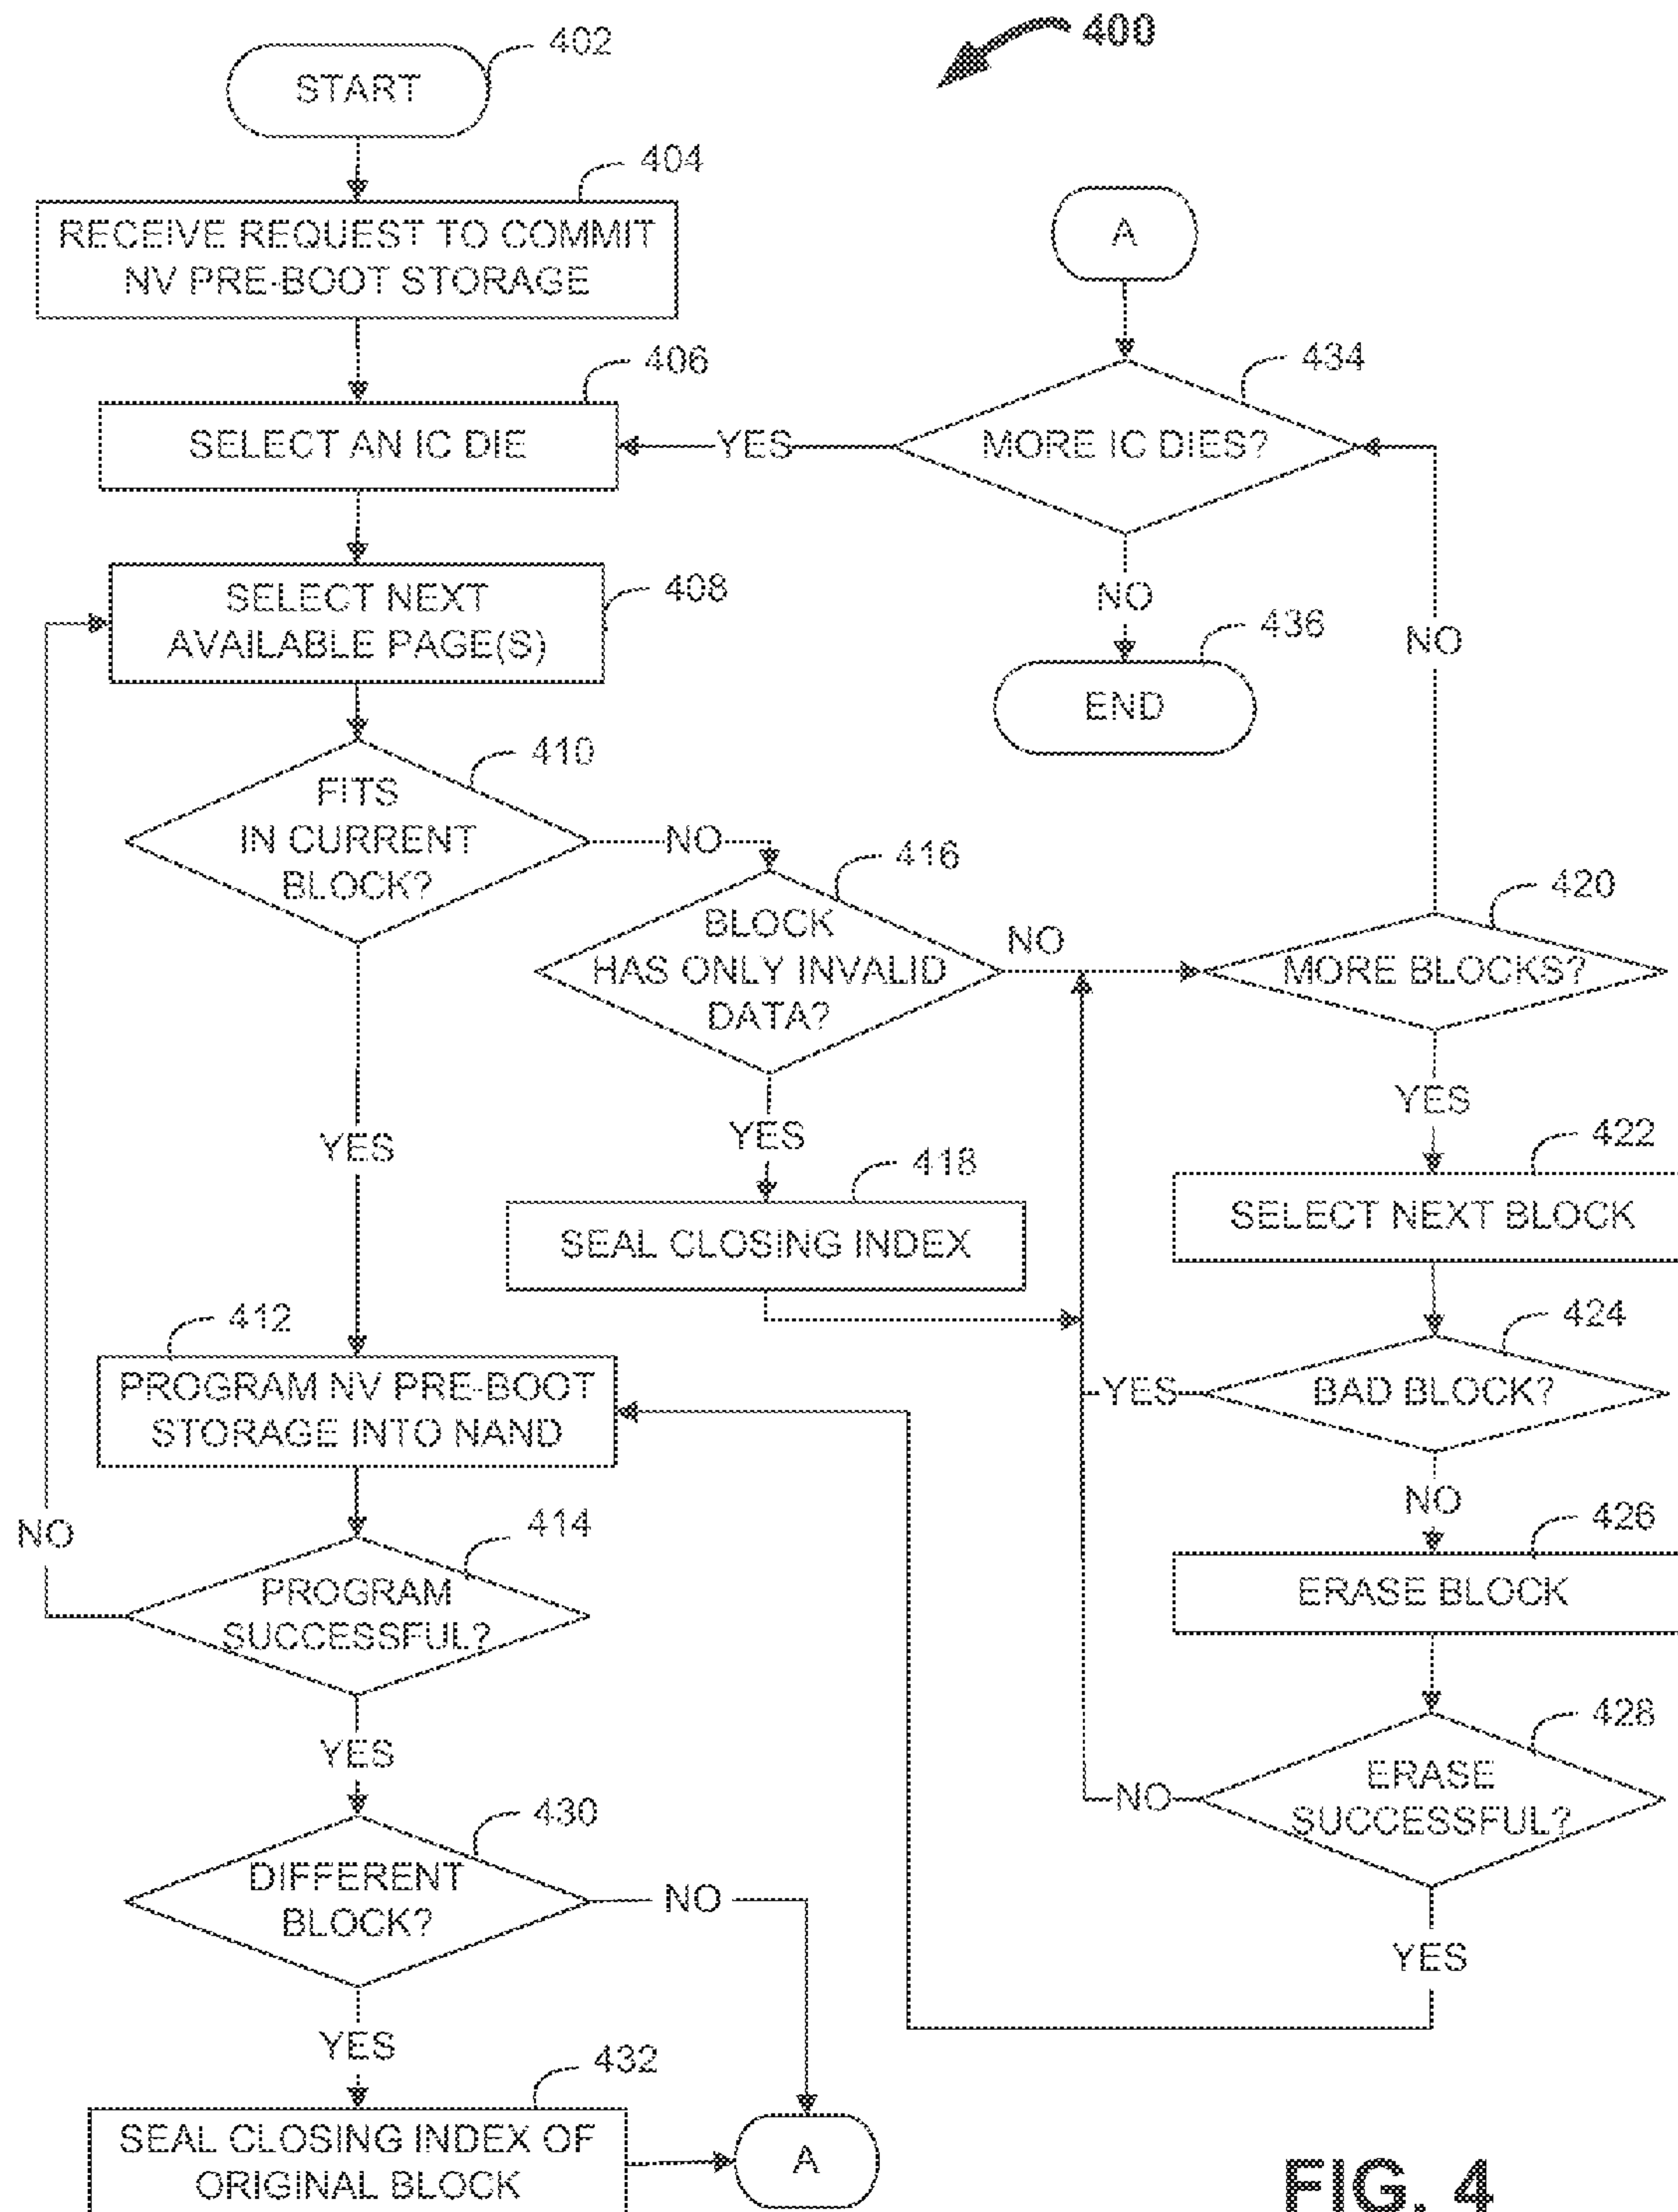 400
402
START
404
RECEIVE REQUEST TO COMMIT
NV PRE-BOOT STORAGE
A
406
SELECT AN IC DIE
YES
434
MORE IC DIES?
NO
408
SELECT NEXT
AVAILABLE PAGE(S)
NO
436
END
410
FITS
IN CURRENT
BLOCK?
NO
416
BLOCK
HAS ONLY INVALID
DATA?
NO
420
MORE BLOCKS?
YES
YES
YES
418
SEAL CLOSING INDEX
422
SELECT NEXT BLOCK
412
PROGRAM NV PRE-BOOT
STORAGE INTO NAND
424
YES
BAD BLOCK?
NO
NO
414
PROGRAM
SUCCESSFUL?
426
ERASE BLOCK
YES
428
ERASE
SUCCESSFUL?
NO
YES
430
DIFFERENT
BLOCK?
NO
YES
432
SEAL CLOSING INDEX OF
ORIGINAL BLOCK
A
FIG. 4